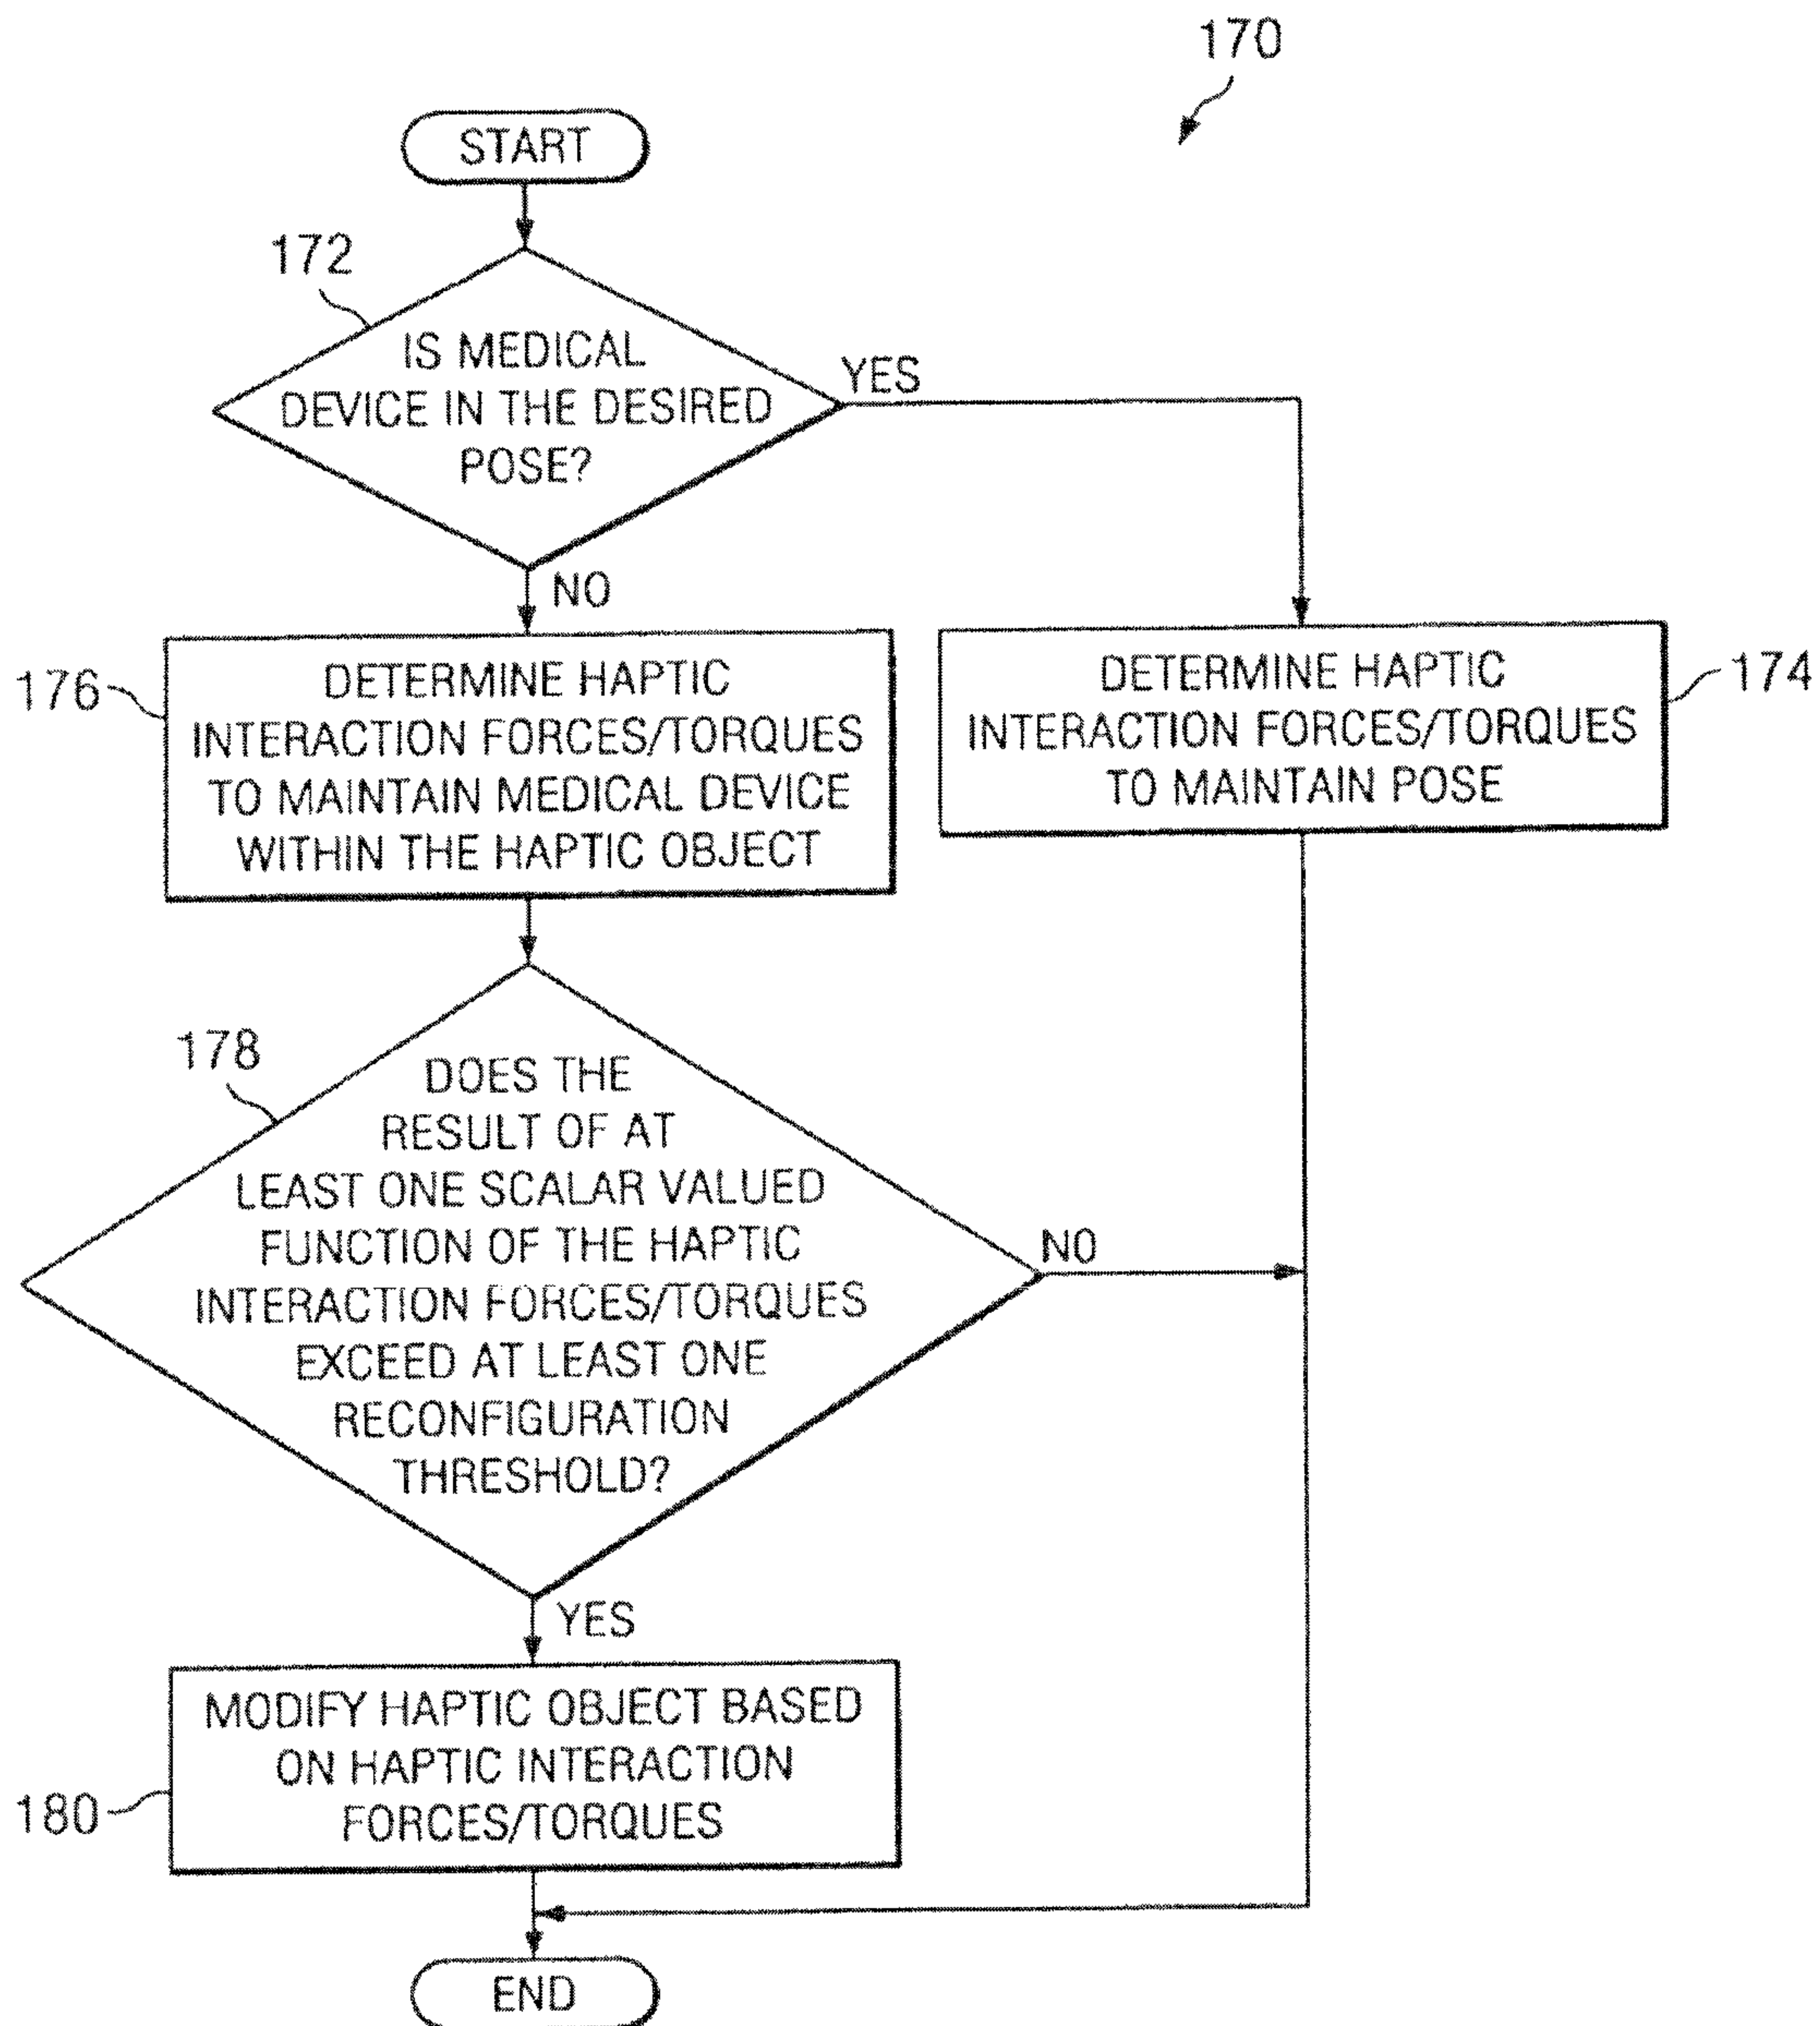 170
START
172
IS MEDICAL
DEVICE IN THE DESIRED
POSE?
YES
NO
176
DETERMINE HAPTIC
INTERACTION FORCES/TORQUES
TO MAINTAIN MEDICAL DEVICE
WITHIN THE HAPTIC OBJECT
DETERMINE HAPTIC
INTERACTION FORCES/TORQUES
TO MAINTAIN POSE
174
178
DOES THE
RESULT OF AT
LEAST ONE SCALAR VALUED
FUNCTION OF THE HAPTIC
INTERACTION FORCES/TORQUES
EXCEED AT LEAST ONE
RECONFIGURATION
THRESHOLD?
NO
YES
MODIFY HAPTIC OBJECT BASED
ON HAPTIC INTERACTION
FORCES/TORQUES
180
END